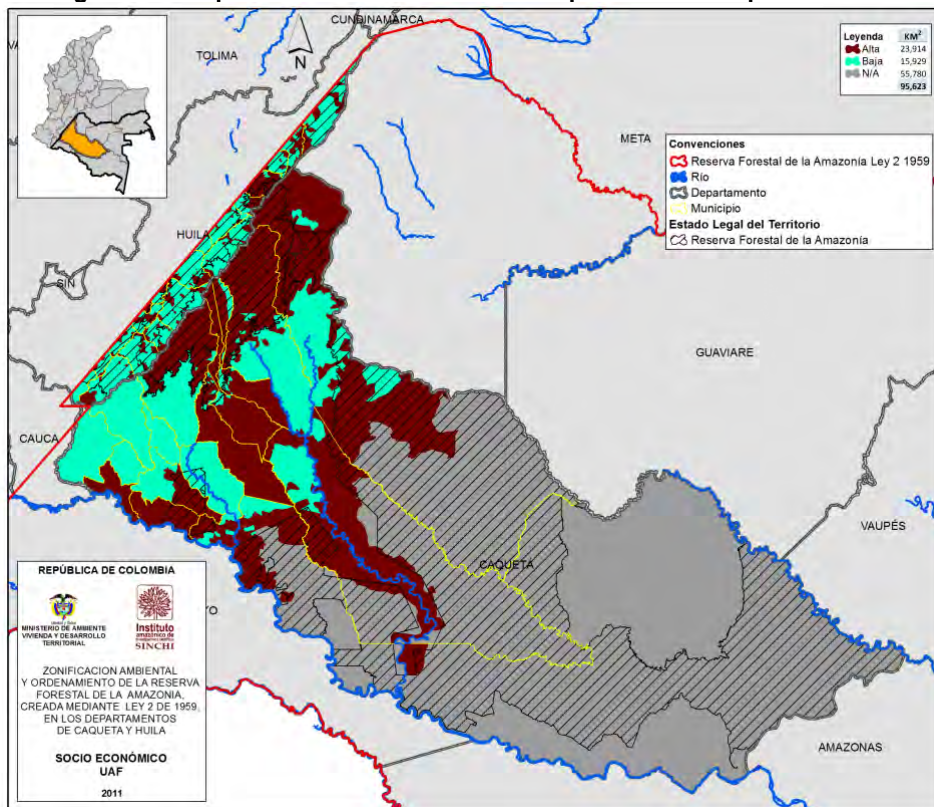 CUNDINAMARCA
TOLIMA
N
META
HUILA
GUAVIARE
CAUCA
VAUPÉS
CAQUETA
AMAZONAS
Leyenda KM²
Alta 23,914
Baja 15,929
N/A 55,780
95,623
Convenciones
Reserva Forestal de la Amazonía Ley 2 1959
Río
Departamento
Municipio
Estado Legal del Territorio
Reserva Forestal de la Amazonía
REPÚBLICA DE COLOMBIA
MINISTERIO DE AMBIENTE
VIVIENDA Y DESARROLLO
TERRITORIAL
Instituto
amazónico de
SINCHI
ZONIFICACION AMBIENTAL
Y ORDENAMIENTO DE LA RESERVA
FORESTAL DE LA AMAZONIA,
CREADA MEDIANTE LEY 2 DE 1959,
EN LOS DEPARTAMENTOS
DE CAQUETA Y HUILA
SOCIO ECONÓMICO
UAF
2011